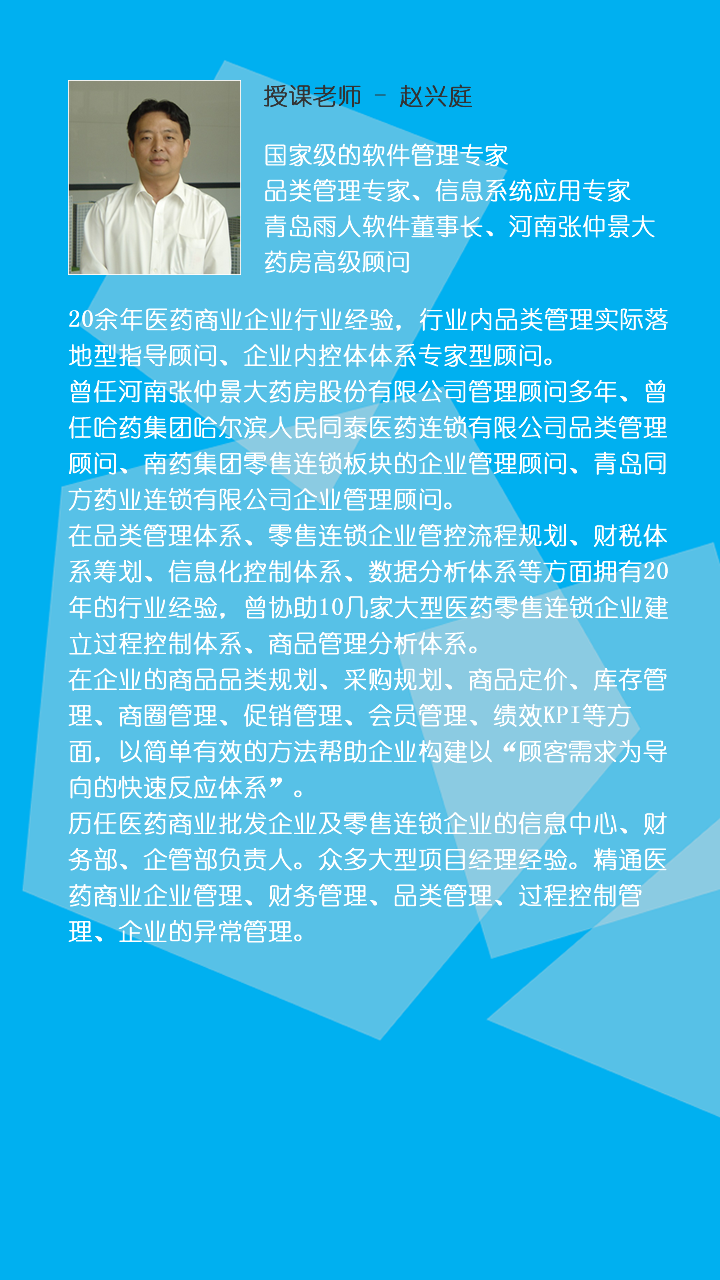 授课老师 - 赵兴庭
国家级的软件管理专家
品类管理专家、信息系统应用专家
青岛雨人软件董事长、河南张仲景大
药房高级顾问
20余年医药商业企业行业经验，行业内品类管理实际落
地型指导顾问、企业内控体体系专家型顾问。
曾任河南张仲景大药房股份有限公司管理顾问多年、曾
任哈药集团哈尔滨人民同泰医药连锁有限公司品类管理
顾问、南药集团零售连锁板块的企业管理顾问、青岛同
方药业连锁有限公司企业管理顾问。
在品类管理体系、零售连锁企业管控流程规划、财税体
系筹划、信息化控制体系、数据分析体系等方面拥有20
年的行业经验，曾协助10几家大型医药零售连锁企业建
立过程控制体系、商品管理分析体系。
在企业的商品品类规划、采购规划、商品定价、库存管
理、商圈管理、促销管理、会员管理、绩效KPI等方
面，以简单有效的方法帮助企业构建以“顾客需求为导
向的快速反应体系”。
历任医药商业批发企业及零售连锁企业的信息中心、财
务部、企管部负责人。众多大型项目经理经验。精通医
药商业企业管理、财务管理、品类管理、过程控制管
理、企业的异常管理。